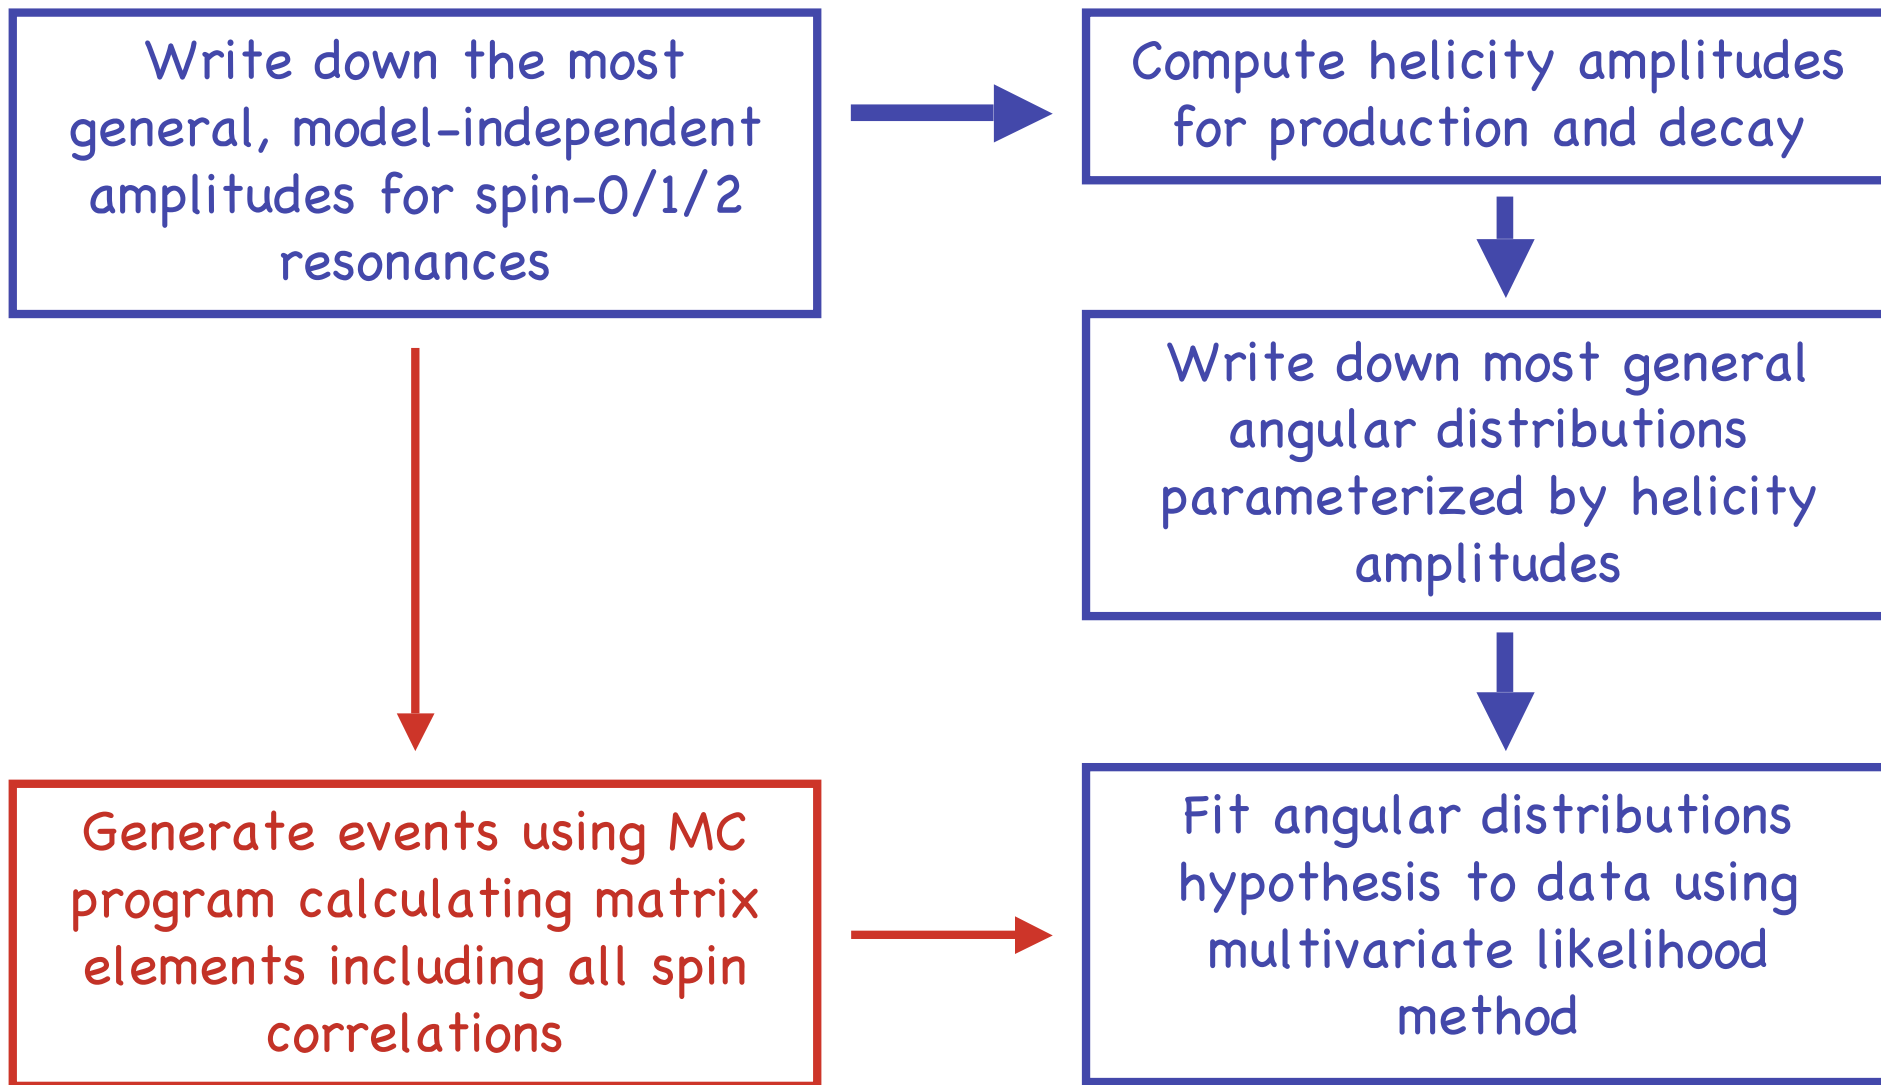 Write down the most
general, model-independent
amplitudes for spin-0/1/2
resonances
Compute helicity amplitudes
for production and decay
Write down most general
angular distributions
parameterized by helicity
amplitudes
Generate events using MC
program calculating matrix
elements including all spin
correlations
Fit angular distributions
hypothesis to data using
multivariate likelihood
method